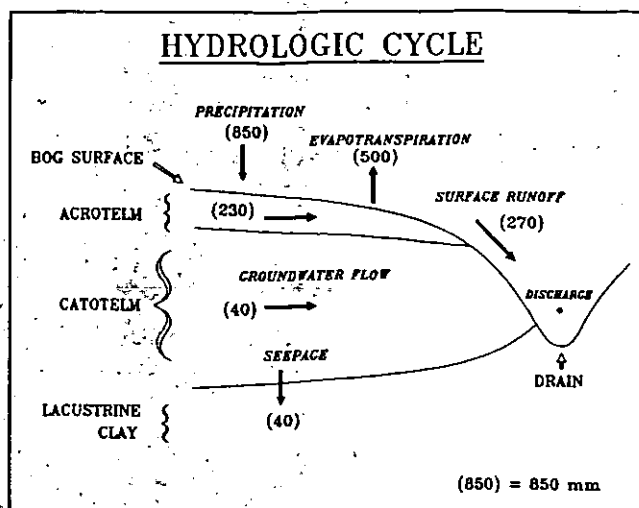 HYDROLOGIC CYCLE
PRECIPITATION
(850)
EVAPOTRANSPIRATION
(500)
BOG SURFACE
SURFACE RUNOFF
(270)
ACROTELM
(230)
GROUNDWATER FLOW
CATOTELM
(40)
DISCHARGE
SEEPAGE
(40)
DRAIN
LACUSTRINE
CLAY
(850) = 850 mm